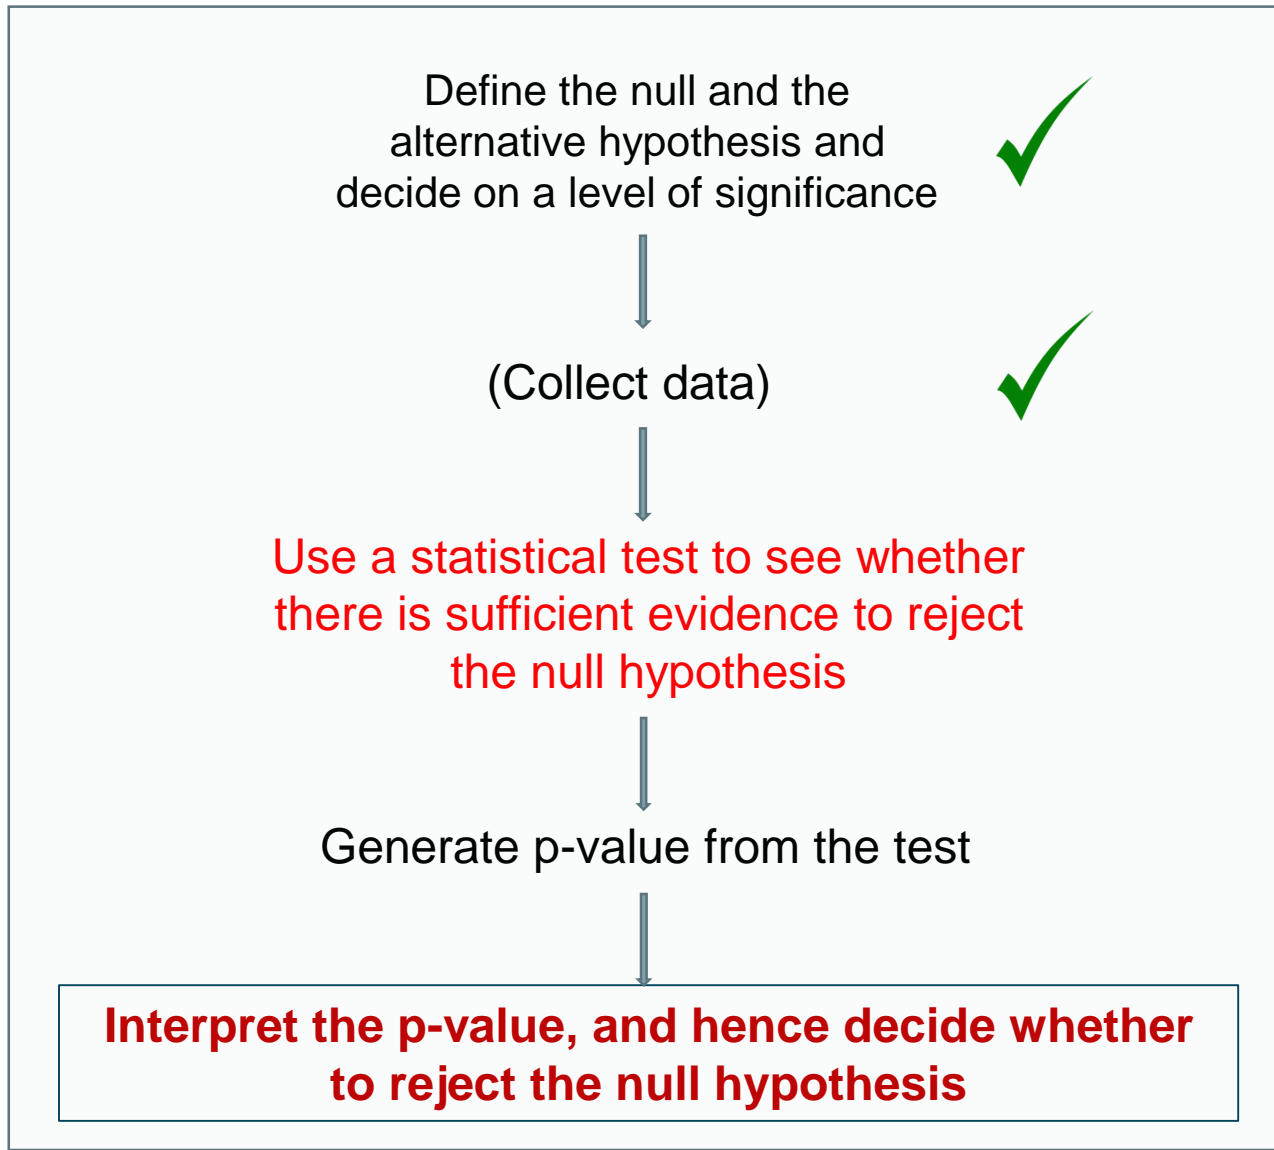 Define the null and the
alternative hypothesis and
decide on a level of significance
(Collect data)
Use a statistical test to see whether
there is sufficient evidence to reject
the null hypothesis
Generate p-value from the test
Interpret the p-value, and hence decide whether
to reject the null hypothesis